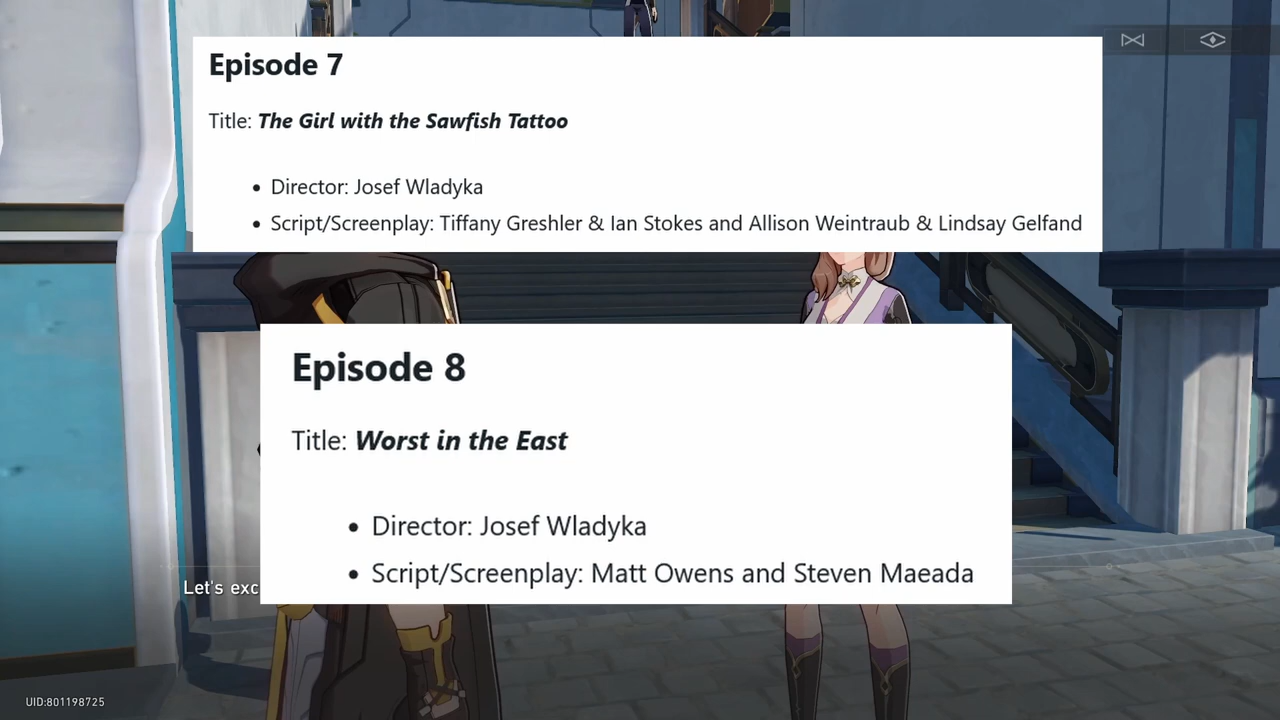 Episode 7
Title: The Girl with the Sawfish Tattoo
• Director: Josef Wladyka
• Script/Screenplay: Tiffany Greshler & Ian Stokes and Allison Weintraub & Lindsay Gelfand
Episode 8
Title: Worst in the East
• Director: Josef Wladyka
• Script/Screenplay: Matt Owens and Steven Maeada
Let's exc
UID:801198725